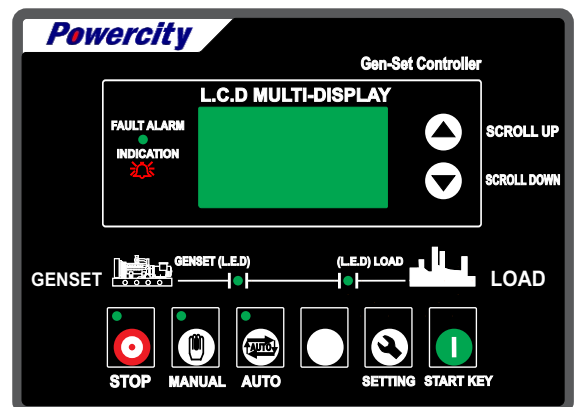 Powercity
Gen-Set Controller
L.C.D MULTI-DISPLAY
FAULT ALARM
INDICATION
SCROLL UP
SCROLL DOWN
GENSET
GENSET (L.E.D)
(L.E.D) LOAD
LOAD
AUTO
STOP
MANUAL
AUTO
SETTING
START KEY